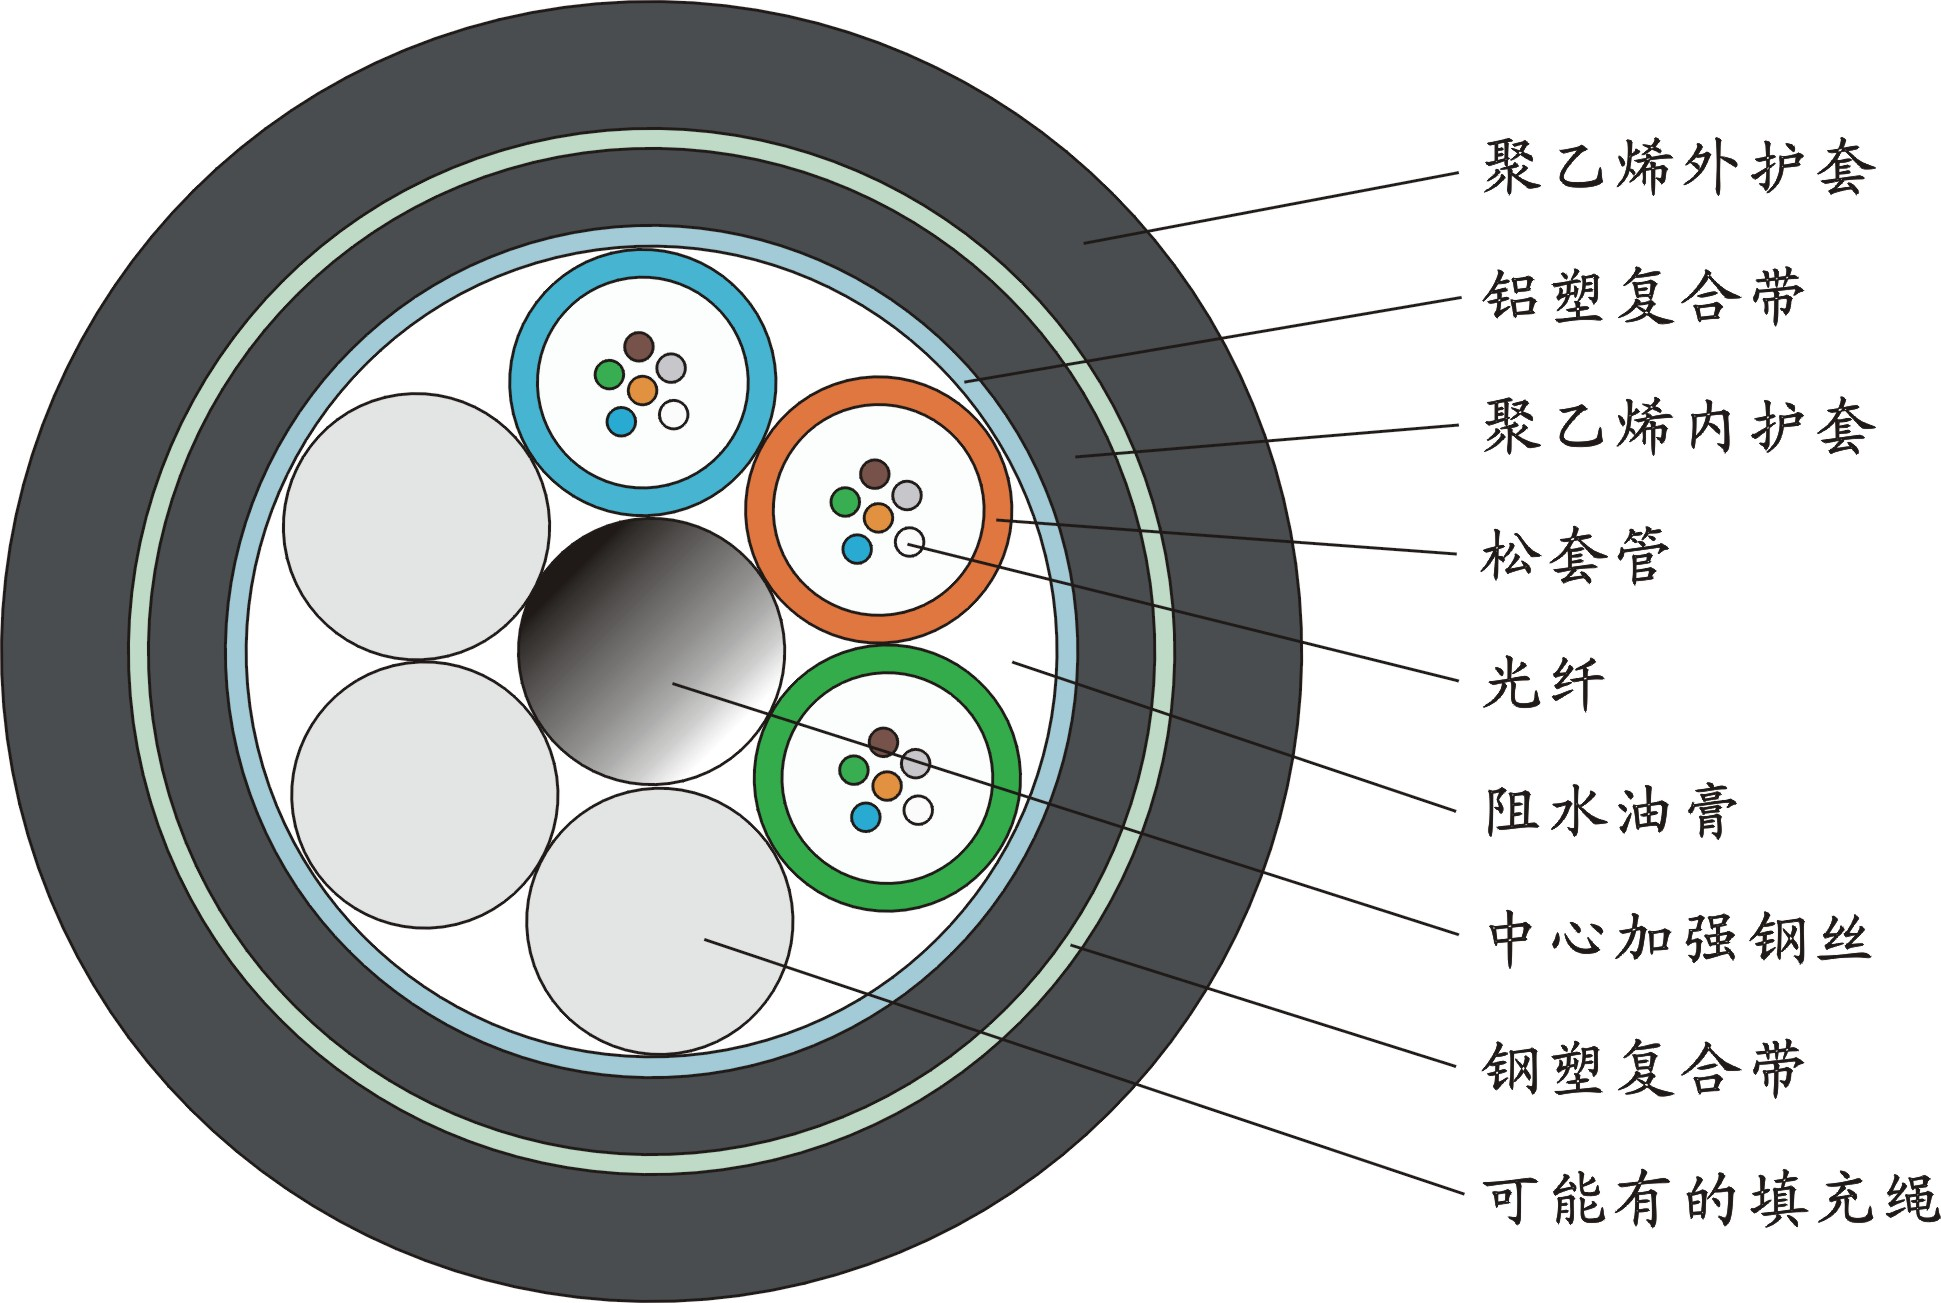 聚乙烯外护套
铝塑复合带
聚乙烯内护套
松套管
光纤
阻水油膏
中心加强钢丝
钢塑复合带
可能有的填充绳